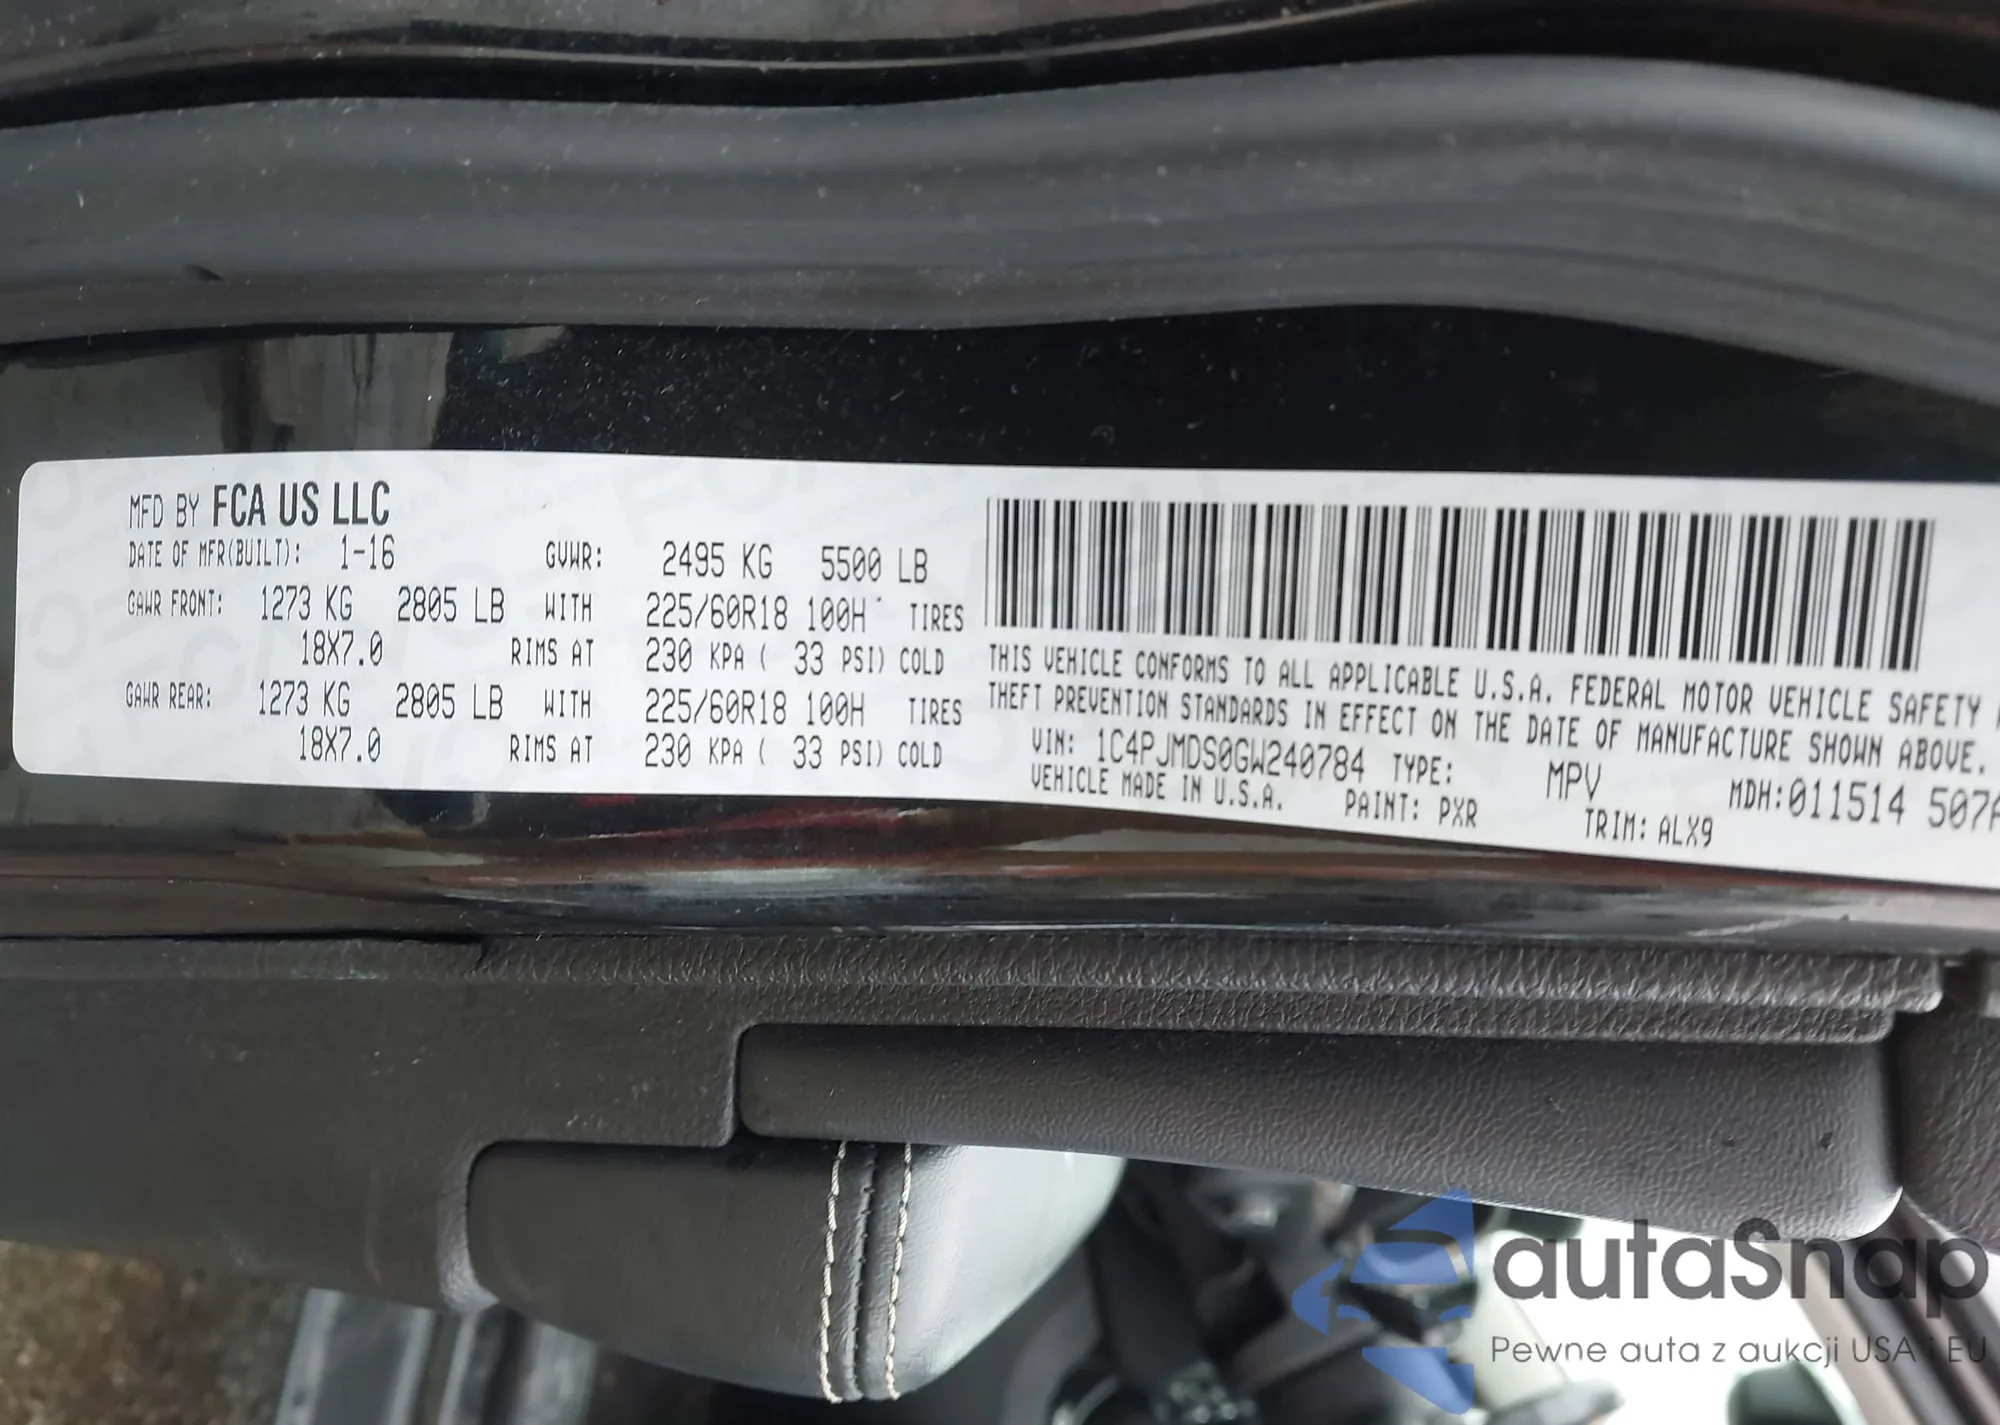 MFD BY FCA US LLC
DATE OF MFR(BUILT): 1-16 GVWR: 2495 KG 5500 LB
GAWR FRONT: 1273 KG 2805 LB WITH 225/60R18 100H TIRES
18X7.0 RIMS AT 230 KPA ( 33 PSI) COLD
GAWR REAR: 1273 KG 2805 LB WITH 225/60R18 100H TIRES
18X7.0 RIMS AT 230 KPA ( 33 PSI) COLD
THIS VEHICLE CONFORMS TO ALL APPLICABLE U.S.A. FEDERAL MOTOR VEHICLE SAFETY
THEFT PREVENTION STANDARDS IN EFFECT ON THE DATE OF MANUFACTURE SHOWN ABOVE.
VIN: 1C4PJMDS0GW240784 TYPE: MPV MDH:011514 507
VEHICLE MADE IN U.S.A. PAINT: PXR TRIM: ALX9
autaSnap
Pewne auta z aukcji USA i EU